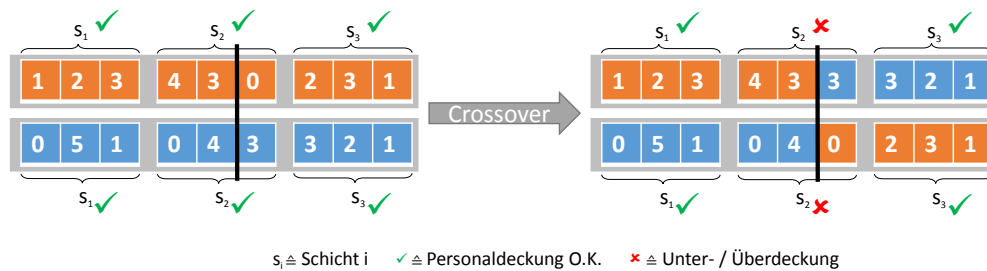 s₁ ✓ s₂ ✓ s₃ ✓ s₁ ✓ s₂ ✘ s₃ ✓
1 2 3 4 3 0 2 3 1 1 2 3 4 3 3 3 2 1
Crossover
0 5 1 0 4 3 3 2 1 0 5 1 0 4 0 2 3 1
s₁ ✓ s₂ ✓ s₃ ✓ s₁ ✓ s₂ ✘ s₃ ✓
sᵢ ≙ Schicht i ✓ ≙ Personaldeckung O.K. ✘ ≙ Unter- / Überdeckung